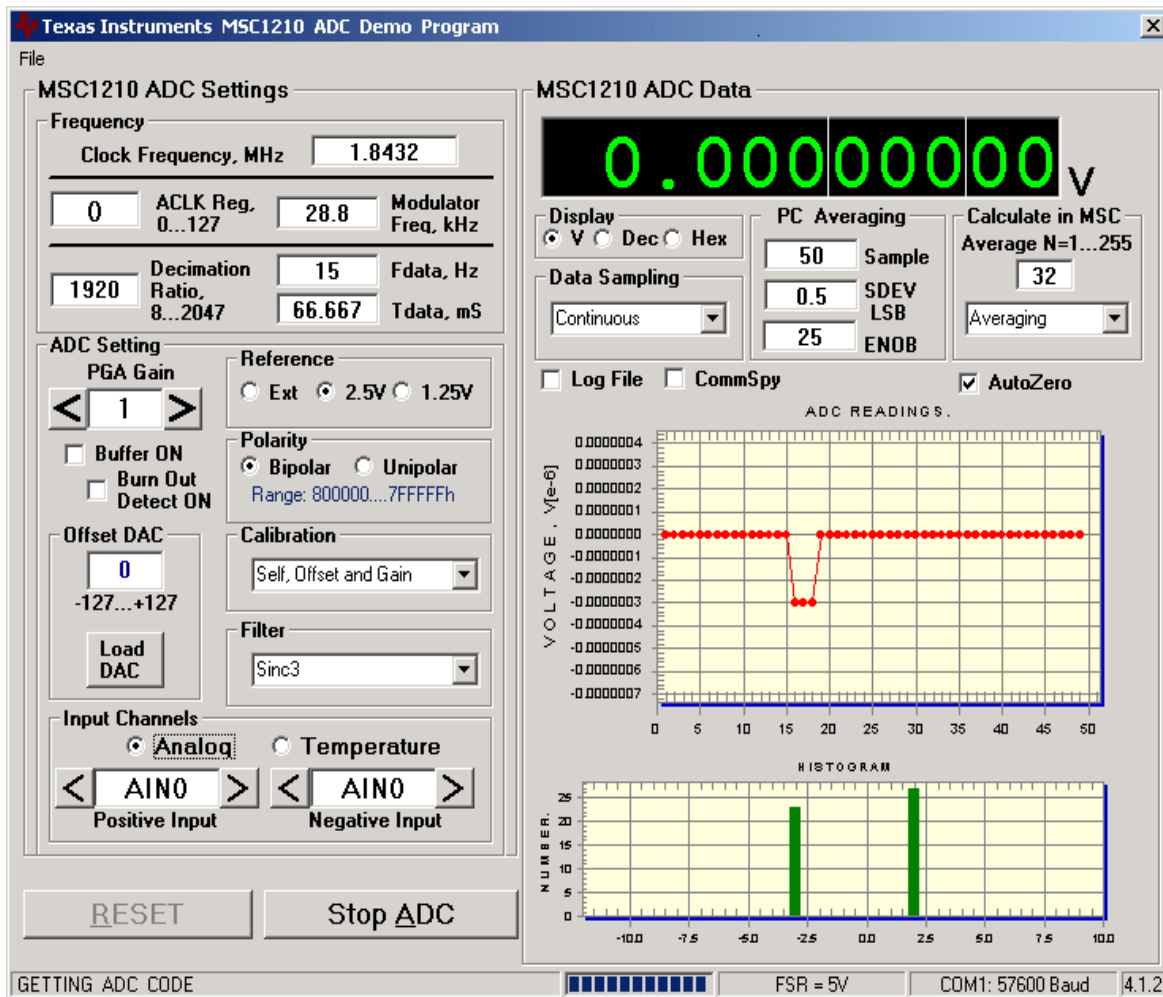 Texas Instruments MSC1210 ADC Demo Program
File
MSC1210 ADC Settings
Frequency
Clock Frequency, MHz 1.8432
0 ACLK Reg, 0...127 28.8 Modulator Freq, kHz
1920 Decimation Ratio, 8...2047
15 Fdata, Hz
66.667 Tdata, mS
ADC Setting
PGA Gain
< 1 >
Buffer ON
Burn Out Detect ON
Reference
Ext 2.5V 1.25V
Polarity
Bipolar Unipolar
Range: 800000....7FFFFFh
Offset DAC
0
-127...+127
Load DAC
Calibration
Self, Offset and Gain
Filter
Sinc3
Input Channels
Analog Temperature
< AIN0 > < AIN0 >
Positive Input Negative Input
RESET Stop ADC
MSC1210 ADC Data
0.00000000 V
Display
V Dec Hex
Data Sampling
Continuous
PC Averaging
50 Sample
0.5 SDEV LSB
25 ENOB
Calculate in MSC
Average N=1...255
32
Averaging
Log File CommSpy AutoZero
ADC READINGS.
VOLTAGE, V[e-6]
0.0000004
0.0000003
0.0000002
0.0000001
0.0000000
-0.0000001
-0.0000002
-0.0000003
-0.0000004
-0.0000005
-0.0000006
-0.0000007
0 5 10 15 20 25 30 35 40 45 50
HISTOGRAM
NUMBER.
25
20
15
10
5
0
-10.0 -7.5 -5.0 -2.5 0.0 2.5 5.0 7.5 10.0
GETTING ADC CODE FSR = 5V COM1: 57600 Baud 4.1.2